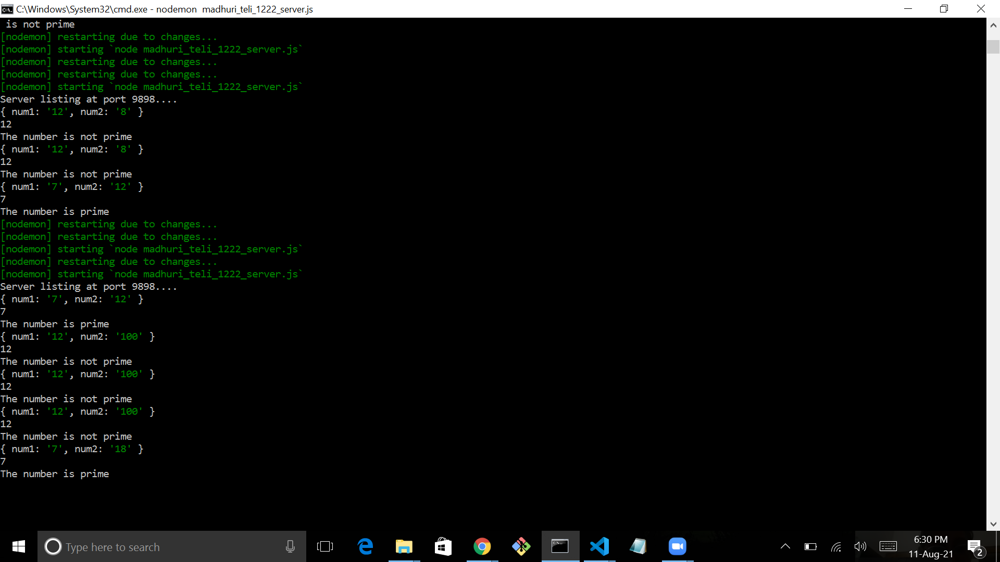 C:\Windows\System32\cmd.exe - nodemon  madhuri_teli_1222_server.js
 is not prime
[nodemon] restarting due to changes...
[nodemon] starting `node madhuri_teli_1222_server.js`
[nodemon] restarting due to changes...
[nodemon] restarting due to changes...
[nodemon] starting `node madhuri_teli_1222_server.js`
Server listing at port 9898....
{ num1: '12', num2: '8' }
12
The number is not prime
{ num1: '12', num2: '8' }
12
The number is not prime
{ num1: '7', num2: '12' }
7
The number is prime
[nodemon] restarting due to changes...
[nodemon] restarting due to changes...
[nodemon] starting `node madhuri_teli_1222_server.js`
[nodemon] restarting due to changes...
[nodemon] starting `node madhuri_teli_1222_server.js`
Server listing at port 9898....
{ num1: '7', num2: '12' }
7
The number is prime
{ num1: '12', num2: '100' }
12
The number is not prime
{ num1: '12', num2: '100' }
12
The number is not prime
{ num1: '12', num2: '100' }
12
The number is not prime
{ num1: '7', num2: '18' }
7
The number is prime
Type here to search
6:30 PM
11-Aug-21
2